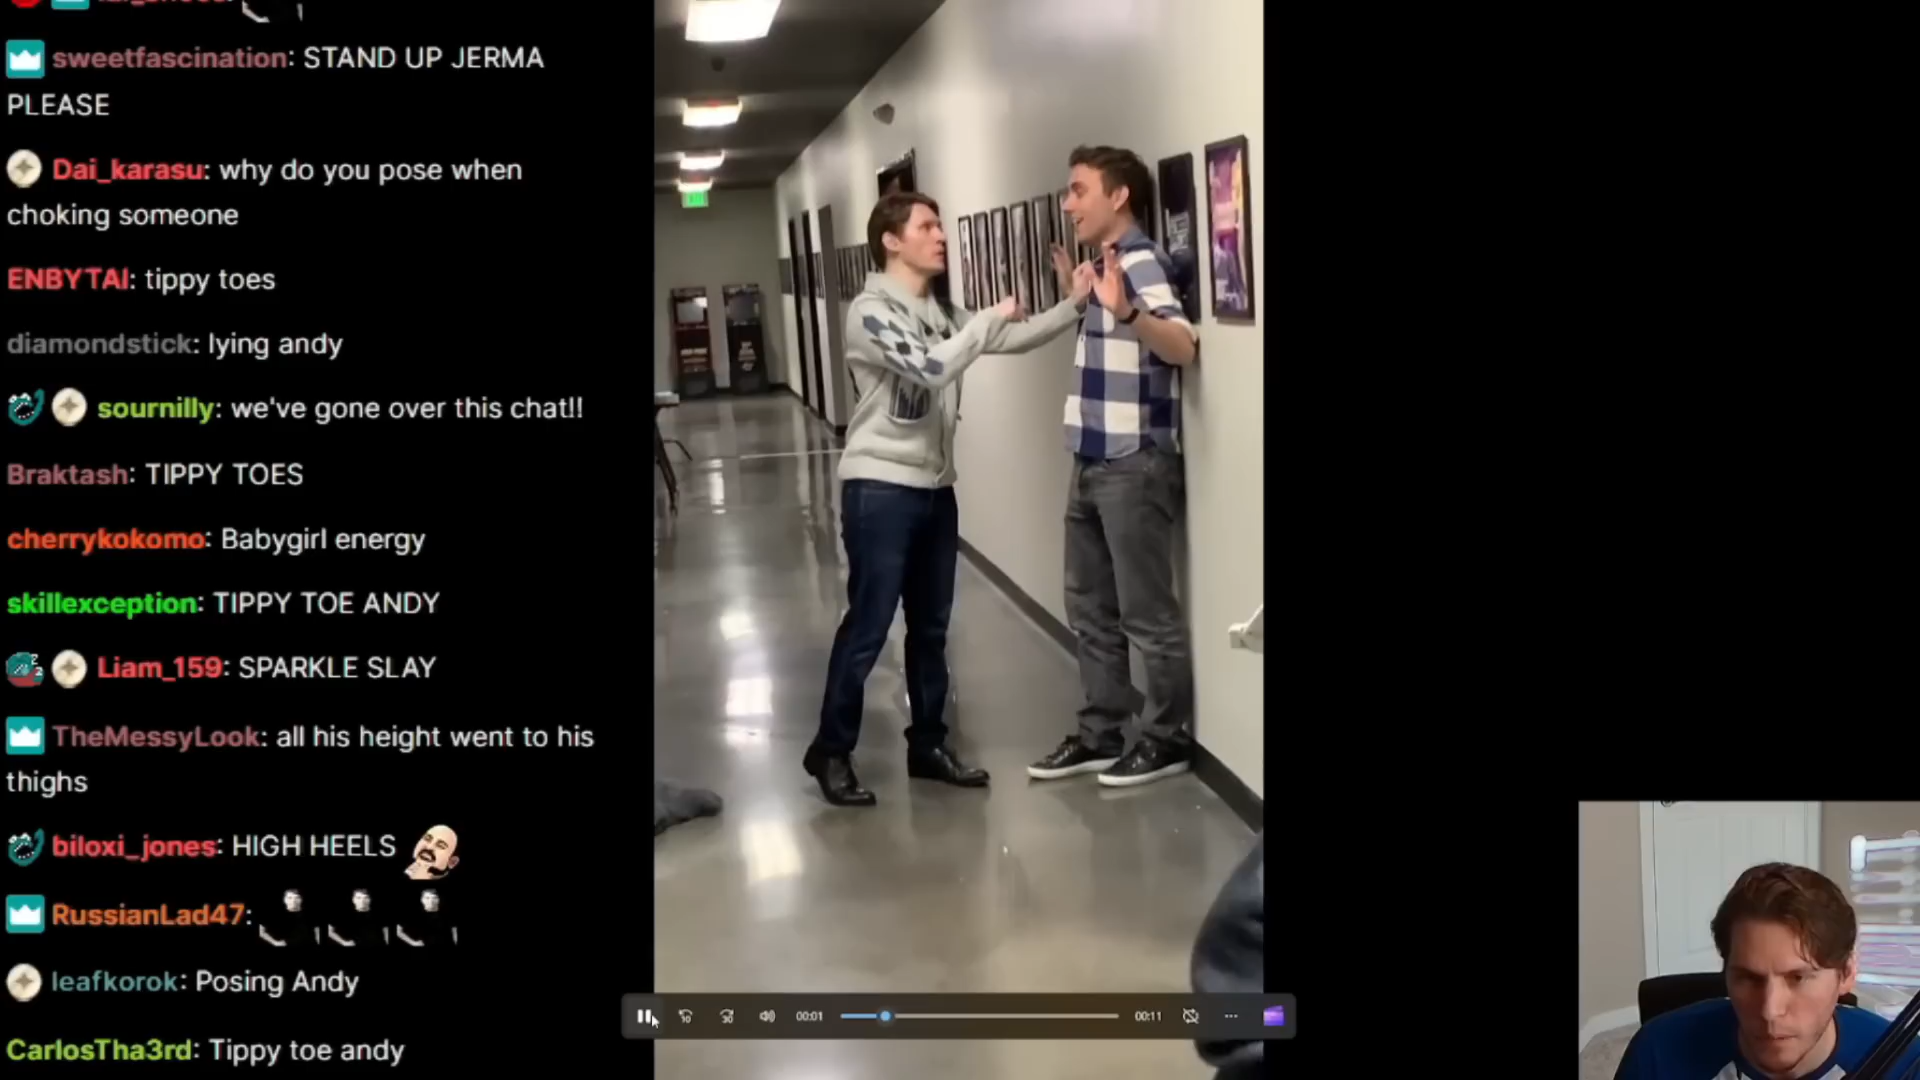 sweetfascination: STAND UP JERMA
PLEASE
Dai_karasu: why do you pose when
choking someone
ENBYTAI: tippy toes
diamondstick: lying andy
sournilly: we've gone over this chat!!
Braktash: TIPPY TOES
cherrykokomo: Babygirl energy
skillexception: TIPPY TOE ANDY
Liam_159: SPARKLE SLAY
TheMessyLook: all his height went to his
thighs
biloxi_jones: HIGH HEELS
RussianLad47:
leafkorok: Posing Andy
CarlosTha3rd: Tippy toe andy
00:01
00:11